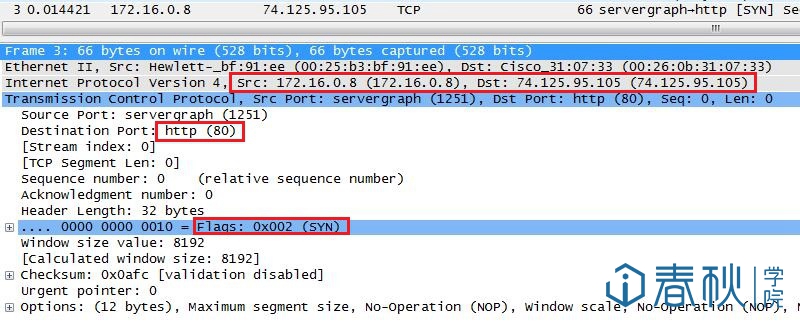 3 0.014421 172.16.0.8 74.125.95.105 TCP 66 servergraph→http [SYN] Se
Frame 3: 66 bytes on wire (528 bits), 66 bytes captured (528 bits)
Ethernet II, Src: Hewlett-_bf:91:ee (00:25:b3:bf:91:ee), Dst: Cisco_31:07:33 (00:26:0b:31:07:33)
Internet Protocol Version 4, Src: 172.16.0.8 (172.16.0.8), Dst: 74.125.95.105 (74.125.95.105)
Transmission Control Protocol, Src Port: servergraph (1251), Dst Port: http (80), Seq: 0, Len: 0
Source Port: servergraph (1251)
Destination Port: http (80)
[Stream index: 0]
[TCP Segment Len: 0]
Sequence number: 0 (relative sequence number)
Acknowledgment number: 0
Header Length: 32 bytes
.... 0000 0000 0010 = Flags: 0x002 (SYN)
Window size value: 8192
[Calculated window size: 8192]
Checksum: 0x0afc [validation disabled]
Urgent pointer: 0
Options: (12 bytes), Maximum segment size, No-Operation (NOP), Window scale, No-Operation (NOP), N
春秋 学院